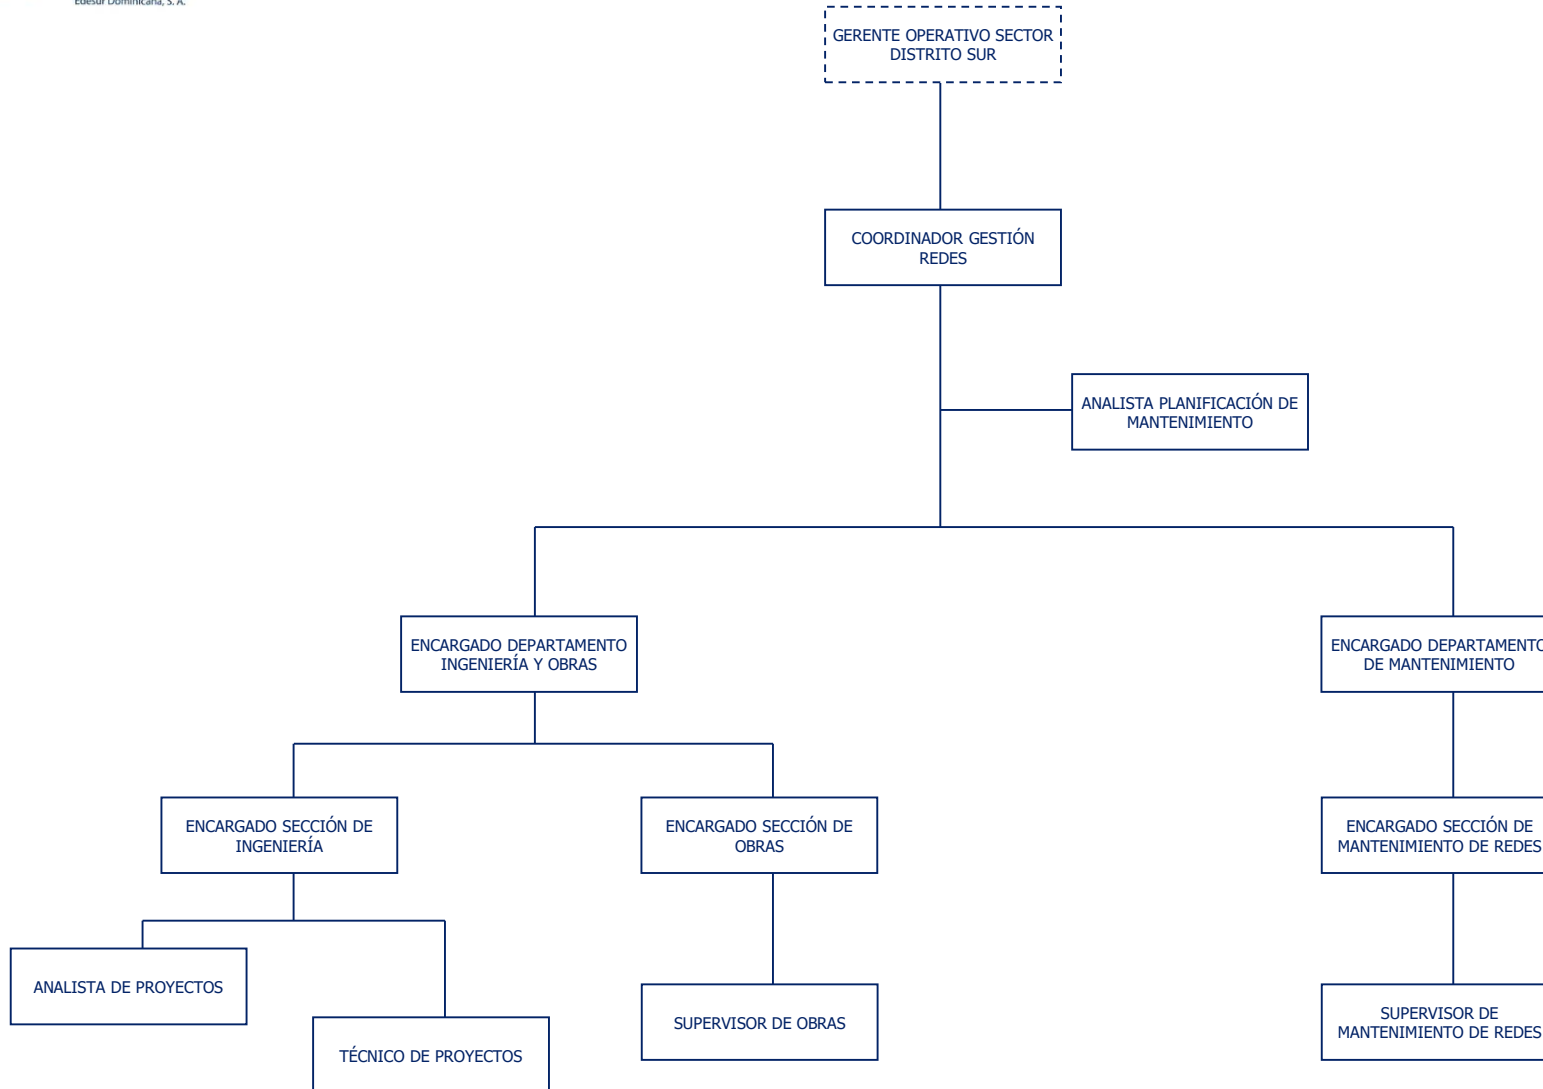 Edesur Dominicana, S. A.
GERENTE OPERATIVO SECTOR
DISTRITO SUR
COORDINADOR GESTIÓN
REDES
ANALISTA PLANIFICACIÓN DE
MANTENIMIENTO
ENCARGADO DEPARTAMENTO
INGENIERÍA Y OBRAS
ENCARGADO DEPARTAMENTO
DE MANTENIMIENTO
ENCARGADO SECCIÓN DE
INGENIERÍA
ENCARGADO SECCIÓN DE
OBRAS
ENCARGADO SECCIÓN DE
MANTENIMIENTO DE REDES
ANALISTA DE PROYECTOS
TÉCNICO DE PROYECTOS
SUPERVISOR DE OBRAS
SUPERVISOR DE
MANTENIMIENTO DE REDES